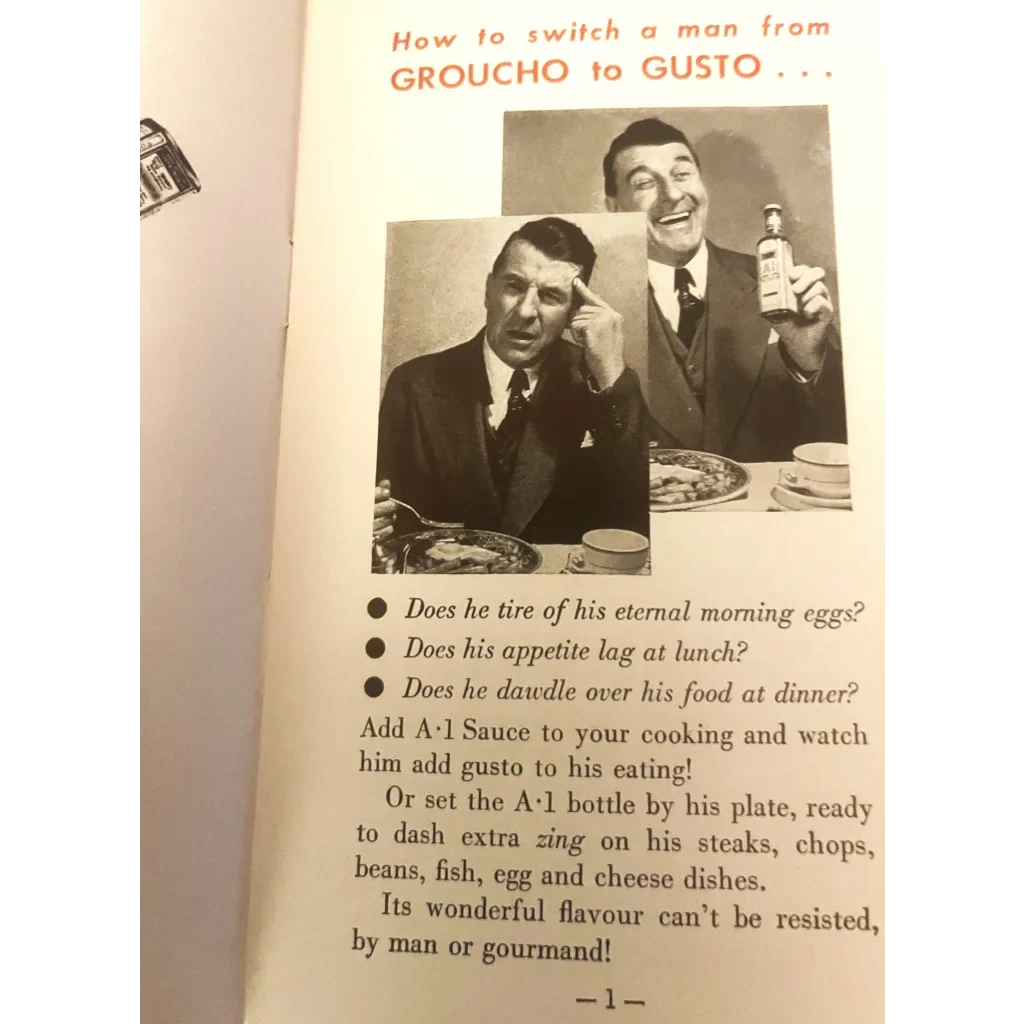 How to switch a man from
GROUCHO to GUSTO . . .
A·1
● Does he tire of his eternal morning eggs?
● Does his appetite lag at lunch?
● Does he dawdle over his food at dinner?
Add A·1 Sauce to your cooking and watch
him add gusto to his eating!
Or set the A·1 bottle by his plate, ready
to dash extra zing on his steaks, chops,
beans, fish, egg and cheese dishes.
Its wonderful flavour can't be resisted,
by man or gourmand!
— 1 —